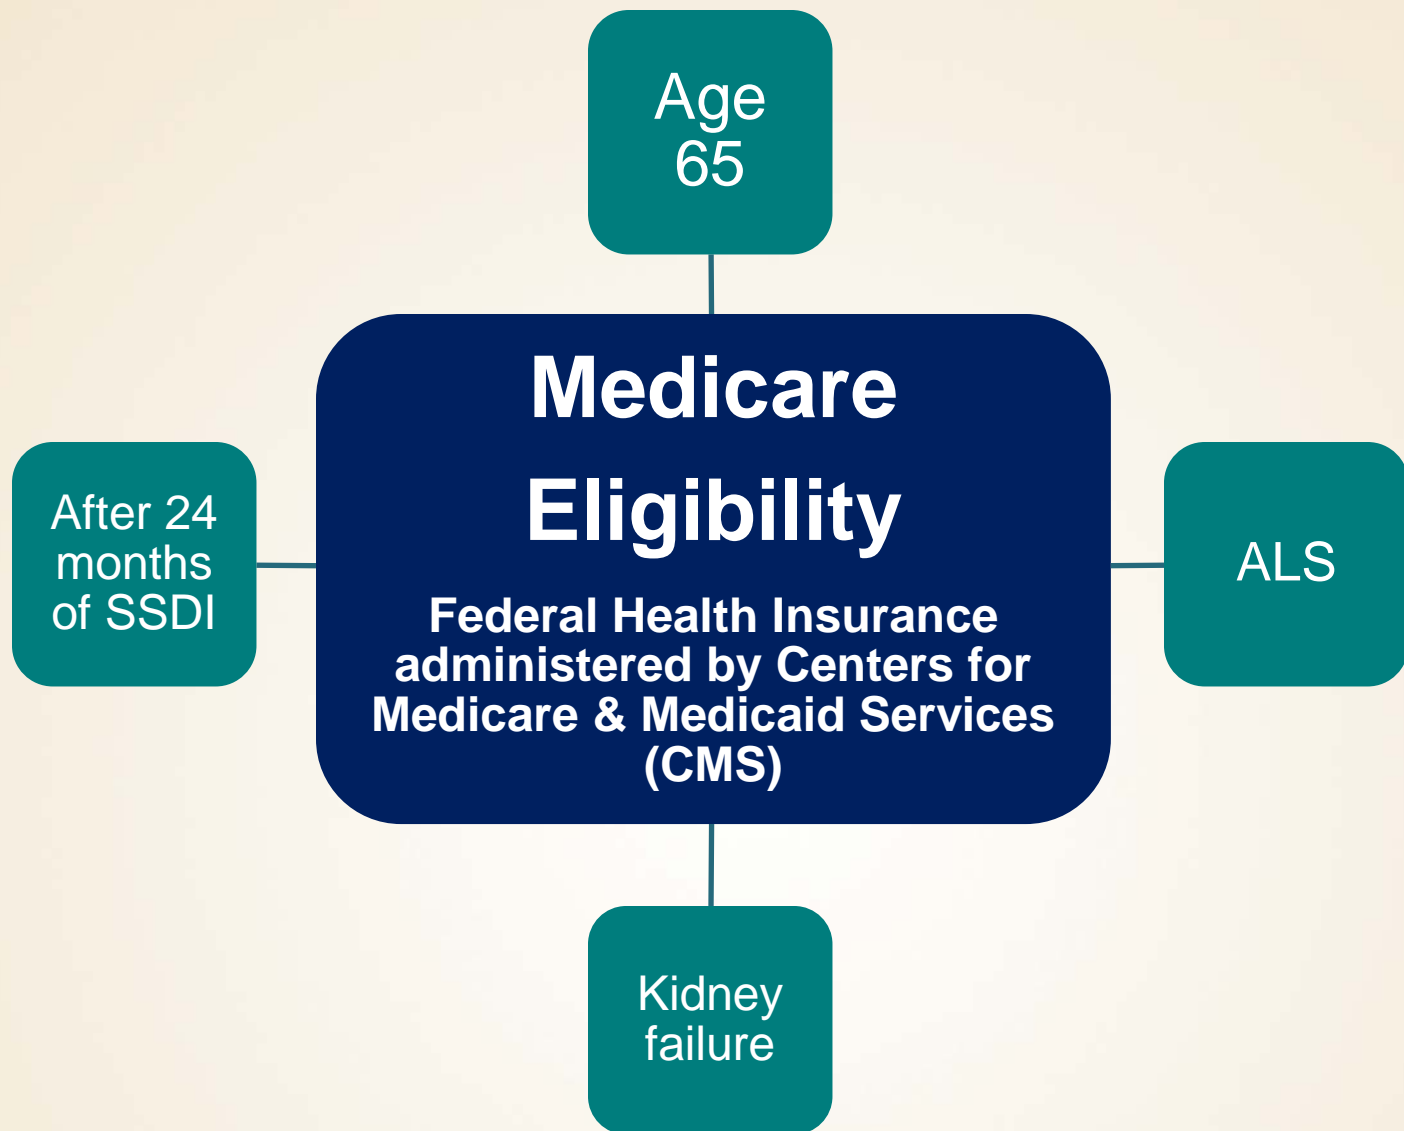 Age
65
Medicare
Eligibility
Federal Health Insurance
administered by Centers for
Medicare & Medicaid Services
(CMS)
After 24
months
of SSDI
ALS
Kidney
failure